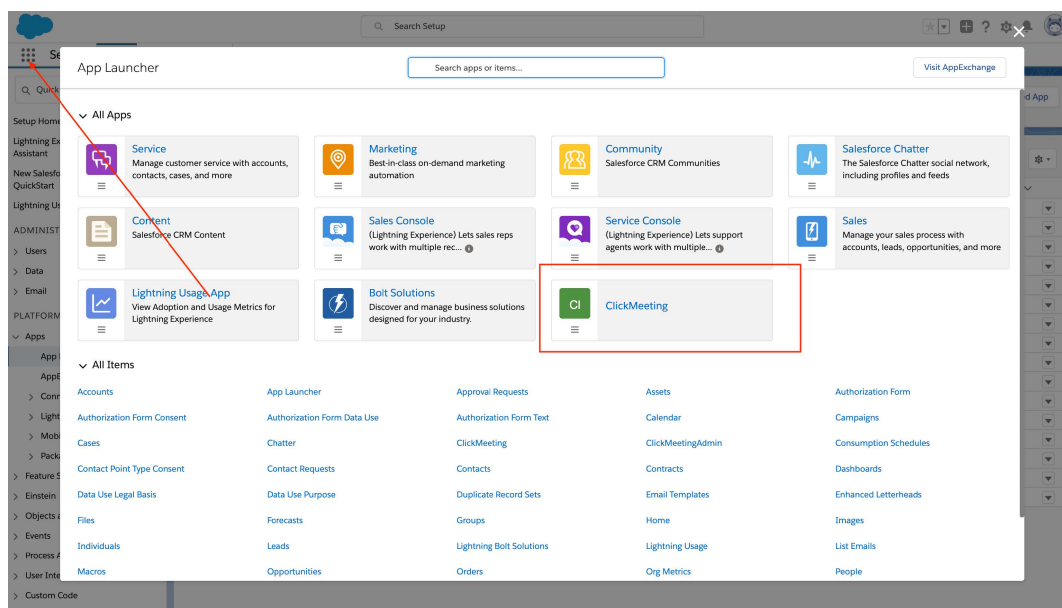 Search Setup
Se
App Launcher
Search apps or items...
Visit AppExchange
Quick
d App
Setup Home
Lightning Ex
Assistant
New Salesfo
QuickStart
Lightning Us
ADMINIST
Users
Data
Email
PLATFORM
Apps
App
AppE
Conn
Light
Mobi
Packa
Feature S
Einstein
Objects a
Events
Process A
User Inte
Custom Code
All Apps
Service
Manage customer service with accounts,
contacts, cases, and more
Marketing
Best-in-class on-demand marketing
automation
Community
Salesforce CRM Communities
Salesforce Chatter
The Salesforce Chatter social network,
including profiles and feeds
Content
Salesforce CRM Content
Sales Console
(Lightning Experience) Lets sales reps
work with multiple rec...
Service Console
(Lightning Experience) Lets support
agents work with multiple...
Sales
Manage your sales process with
accounts, leads, opportunities, and more
Lightning Usage App
View Adoption and Usage Metrics for
Lightning Experience
Bolt Solutions
Discover and manage business solutions
designed for your industry.
CI
ClickMeeting
All Items
Accounts App Launcher Approval Requests Assets Authorization Form
Authorization Form Consent Authorization Form Data Use Authorization Form Text Calendar Campaigns
Cases Chatter ClickMeeting ClickMeetingAdmin Consumption Schedules
Contact Point Type Consent Contact Requests Contacts Contracts Dashboards
Data Use Legal Basis Data Use Purpose Duplicate Record Sets Email Templates Enhanced Letterheads
Files Forecasts Groups Home Images
Individuals Leads Lightning Bolt Solutions Lightning Usage List Emails
Macros Opportunities Orders Org Metrics People